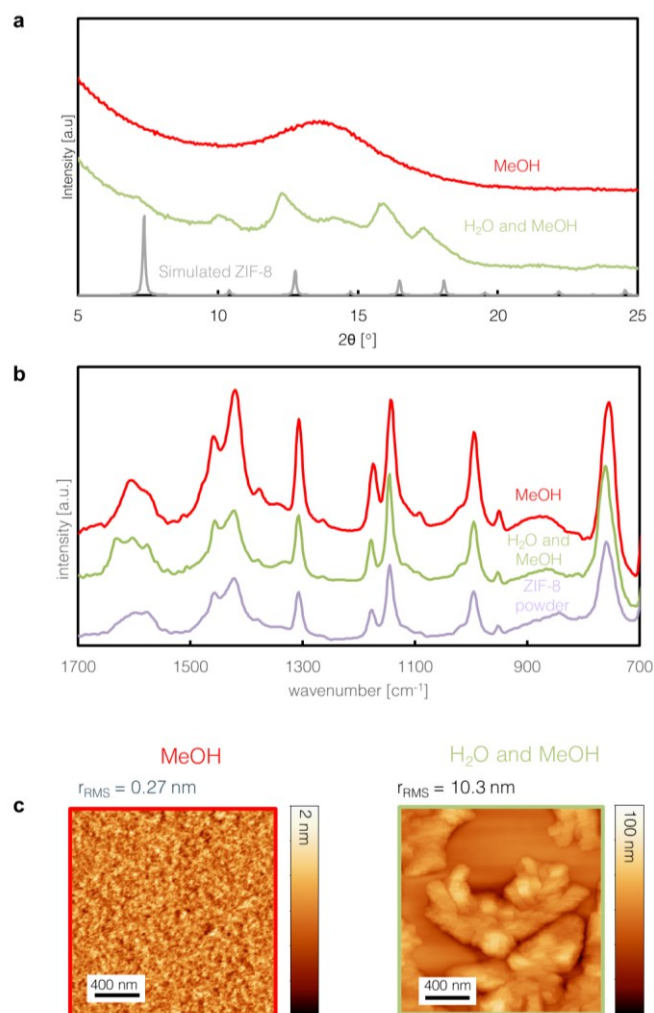 a
Intensity [a.u]
MeOH
H₂O and MeOH
Simulated ZIF-8
5 10 15 20 25
2θ [°]
b
intensity [a.u.]
MeOH
H₂O and
MeOH
ZIF-8
powder
1700 1500 1300 1100 900 700
wavenumber [cm⁻¹]
MeOH
H₂O and MeOH
c
rRMS = 0.27 nm
rRMS = 10.3 nm
2 nm
100 nm
400 nm
400 nm